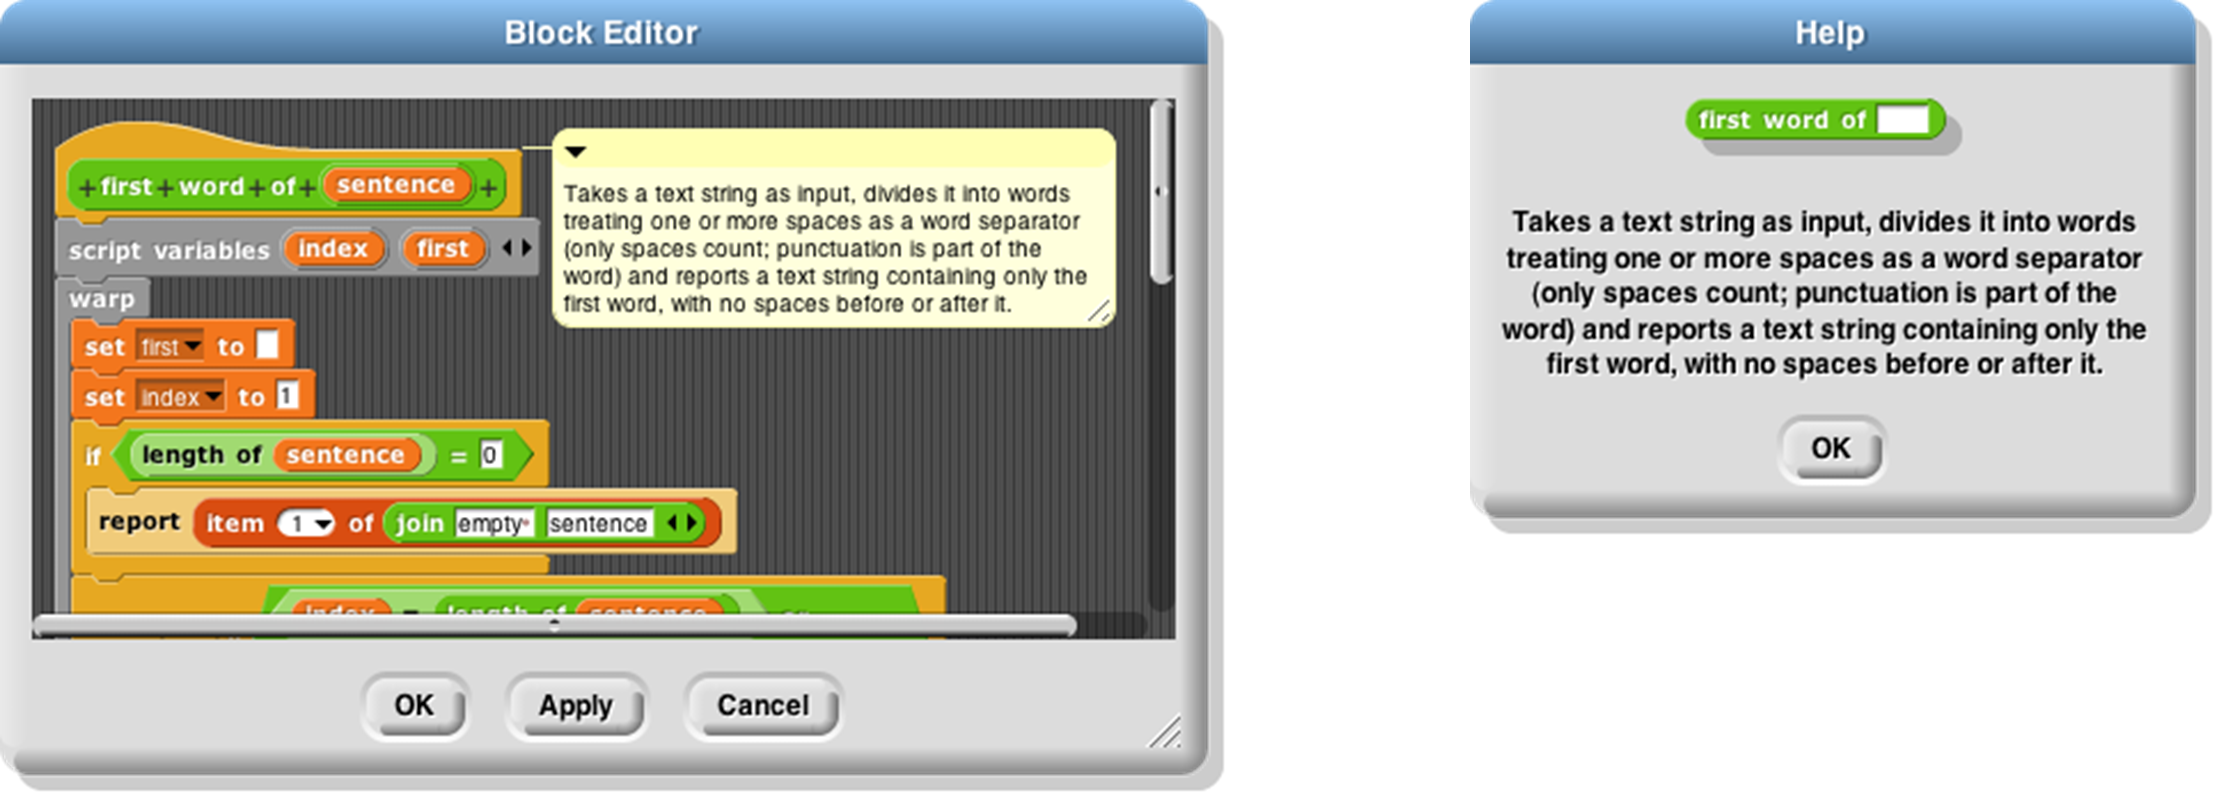 Block Editor
+ first + word + of + sentence +
script variables index first
warp
set first to
set index to 1
if length of sentence = 0
report item 1 of join empty sentence
index = length of sentence
Takes a text string as input, divides it into words
treating one or more spaces as a word separator
(only spaces count; punctuation is part of the
word) and reports a text string containing only the
first word, with no spaces before or after it.
OK Apply Cancel
Help
first word of
Takes a text string as input, divides it into words
treating one or more spaces as a word separator
(only spaces count; punctuation is part of the
word) and reports a text string containing only the
first word, with no spaces before or after it.
OK